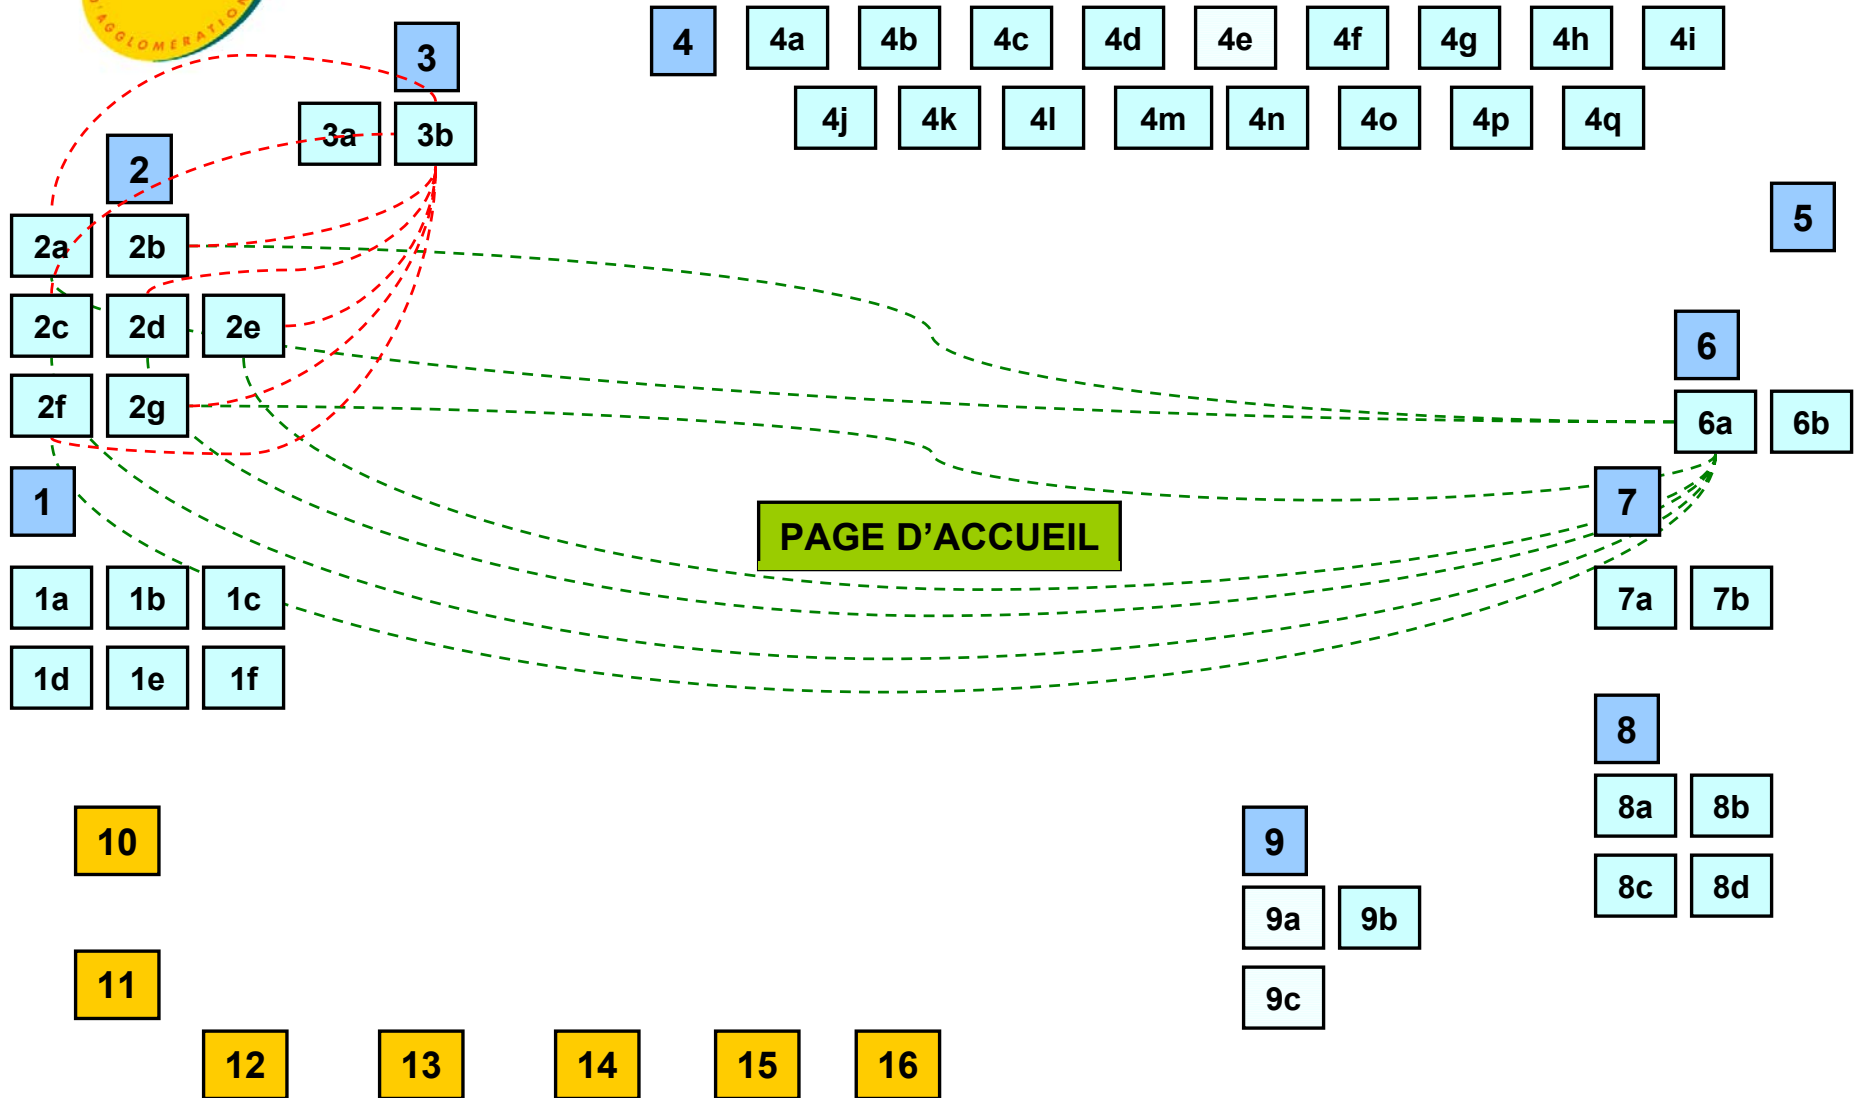 D'AGGLOMERATIO
3
4 4a 4b 4c 4d 4e 4f 4g 4h 4i
3a 3b
4j 4k 4l 4m 4n 4o 4p 4q
2
5
2a 2b
2c 2d 2e
6
2f 2g
6a 6b
1
7
PAGE D’ACCUEIL
1a 1b 1c
7a 7b
1d 1e 1f
8
8a 8b
10
9
8c 8d
9a 9b
11
9c
12 13 14 15 16